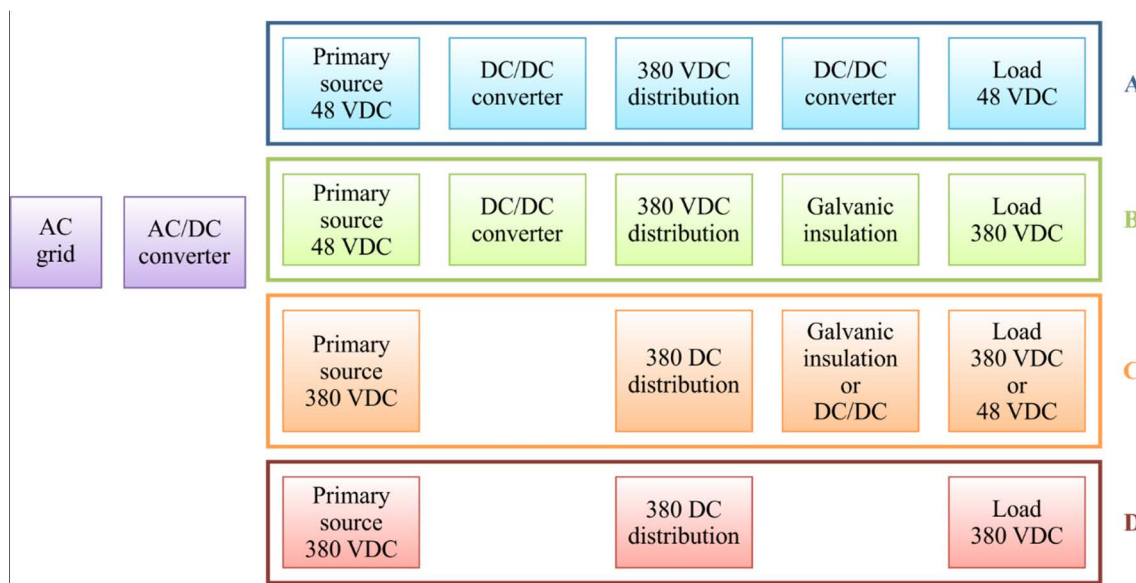 Primary
source
48 VDC
DC/DC
converter
380 VDC
distribution
DC/DC
converter
Load
48 VDC
A
AC
grid
AC/DC
converter
Primary
source
48 VDC
DC/DC
converter
380 VDC
distribution
Galvanic
insulation
Load
380 VDC
B
Primary
source
380 VDC
380 DC
distribution
Galvanic
insulation
or
DC/DC
Load
380 VDC
or
48 VDC
C
Primary
source
380 VDC
380 DC
distribution
Load
380 VDC
D